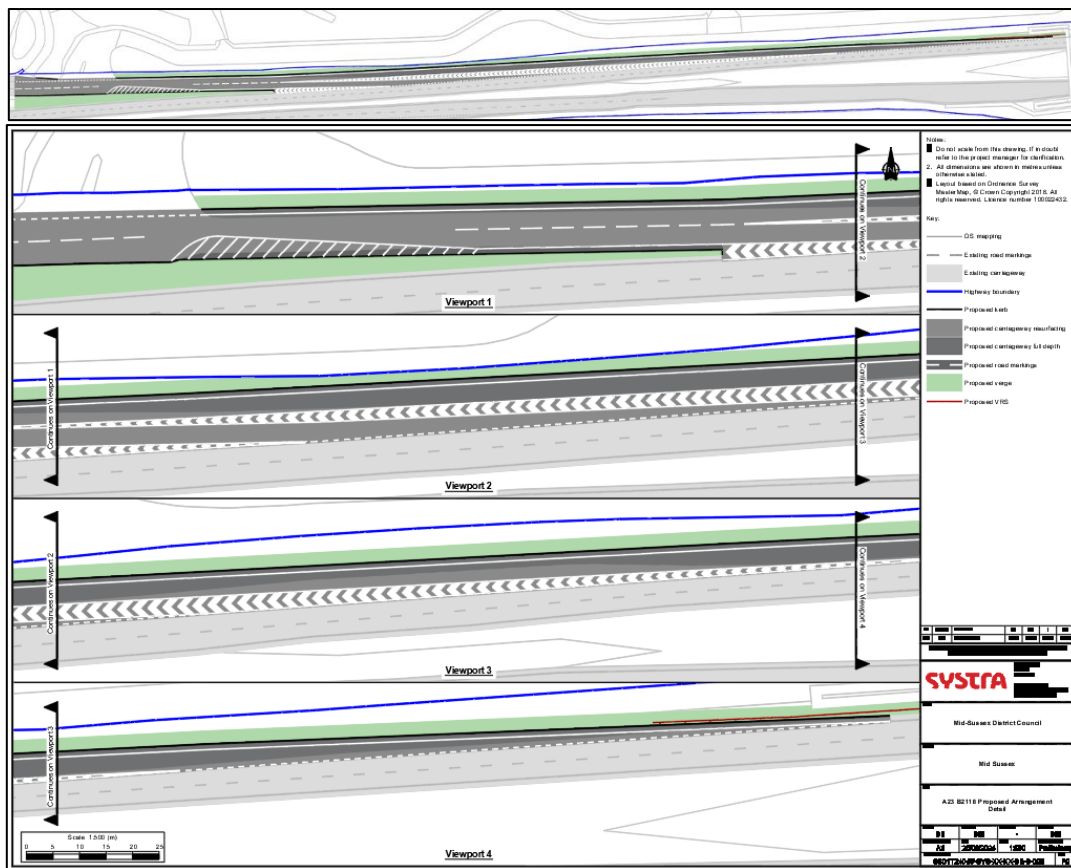 Continues on Viewport 2
Viewport 1
Continues on Viewport 1
Continues on Viewport 3
Viewport 2
Continues on Viewport 2
Continues on Viewport 4
Viewport 3
Continues on Viewport 3
Scale 1:500 (m)
0 5 10 15 20 25
Viewport 4
Notes:
Do not scale from this drawing. If in doubt
refer to the project manager for clarification.
2. All dimensions are shown in metres unless
otherwise stated.
Layout based on Ordnance Survey
MasterMap, © Crown Copyright 2018. All
rights reserved. Licence number 100022432.
Key:
OS mapping
Existing road markings
Existing carriageway
Highway boundary
Proposed kerb
Proposed carriageway resurfacing
Proposed carriageway full depth
Proposed road markings
Proposed verge
Proposed VRS
SYSTRA
Mid-Sussex District Council
Mid Sussex
A23 B2118 Proposed Arrangement
Detail